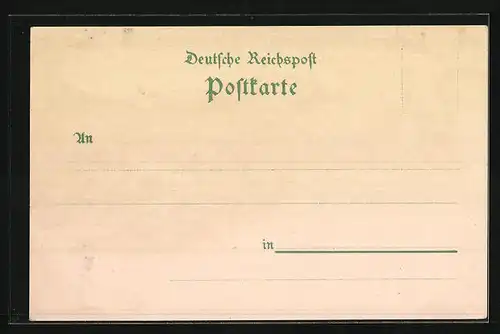 Deutsche Reichspost
Postkarte
An
in